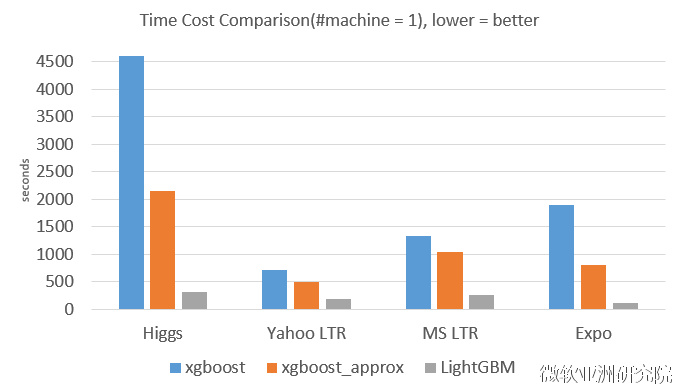 Time Cost Comparison(#machine = 1), lower = better
seconds
4500
4000
3500
3000
2500
2000
1500
1000
500
0
Higgs Yahoo LTR MS LTR Expo
xgboost xgboost_approx LightGBM
微软亚洲研究院